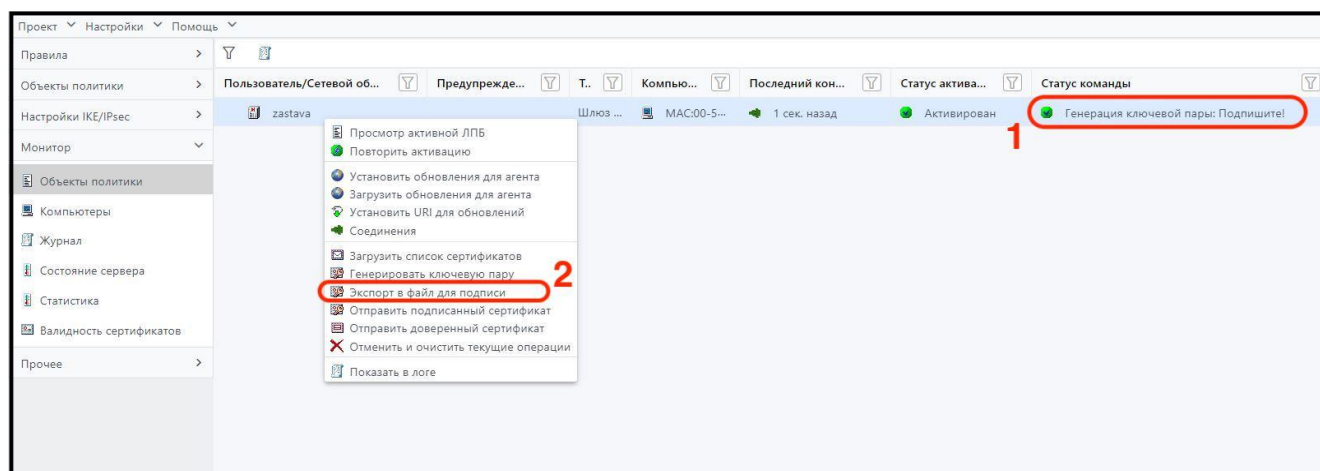 Проект Настройки Помощь
Правила
Пользователь/Сетевой об... Предупрежде... Т.. Компью... Последний кон... Статус актива... Статус команды
Объекты политики
zastava Шлюз ... MAC:00-5... 1 сек. назад Активирован Генерация ключевой пары: Подпишите!
1
Настройки IKE/IPsec
Монитор
Объекты политики
Компьютеры
Журнал
Состояние сервера
Статистика
Валидность сертификатов
Прочее
Просмотр активной ЛПБ
Повторить активацию
Установить обновления для агента
Загрузить обновления для агента
Установить URI для обновлений
Соединения
Загрузить список сертификатов
Генерировать ключевую пару
2
Экспорт в файл для подписи
Отправить подписанный сертификат
Отправить доверенный сертификат
Отменить и очистить текущие операции
Показать в логе